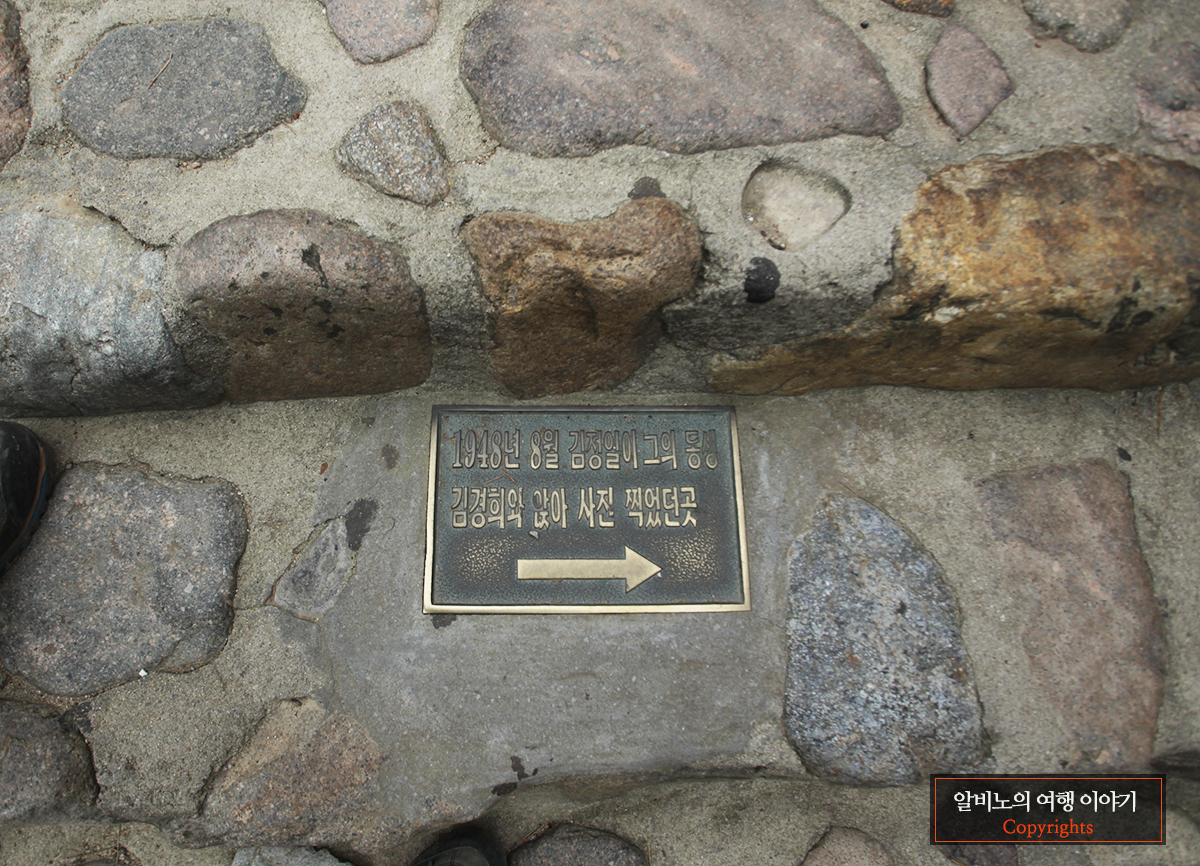 1948년 8월 김정일이 그의 동생
김경희와 앉아 사진 찍었던곳
알비노의 여행 이야기
Copyrights